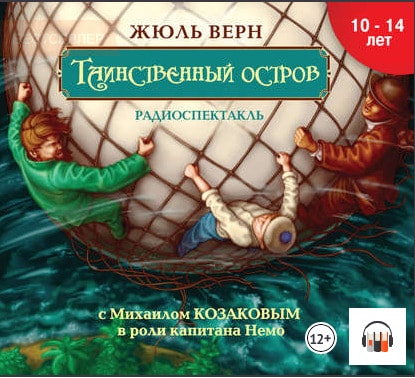 ЖЮЛЬ ВЕРН
10 - 14
лет
ТАИНСТВЕННЫЙ ОСТРОВ
РАДИОСПЕКТАКЛЬ
с Михаилом КОЗАКОВЫМ
в роли капитана Немо
12+